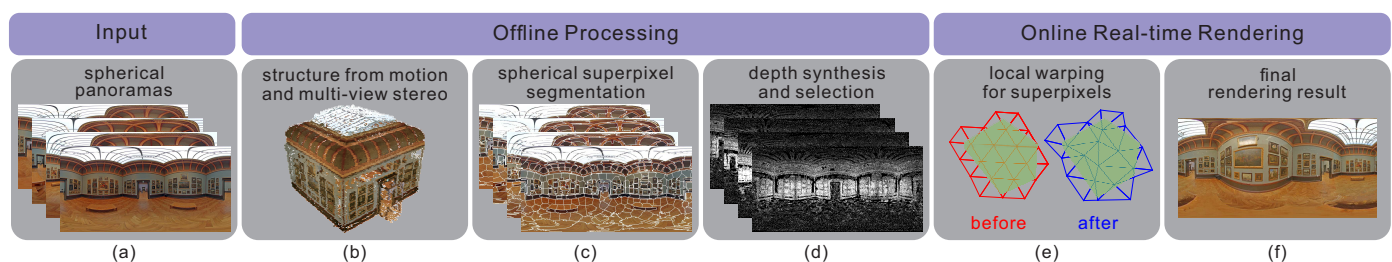 Input
Offline Processing
Online Real-time Rendering
spherical
panoramas
structure from motion
and multi-view stereo
spherical superpixel
segmentation
depth synthesis
and selection
local warping
for superpixels
before
after
final
rendering result
(a)
(b)
(c)
(d)
(e)
(f)